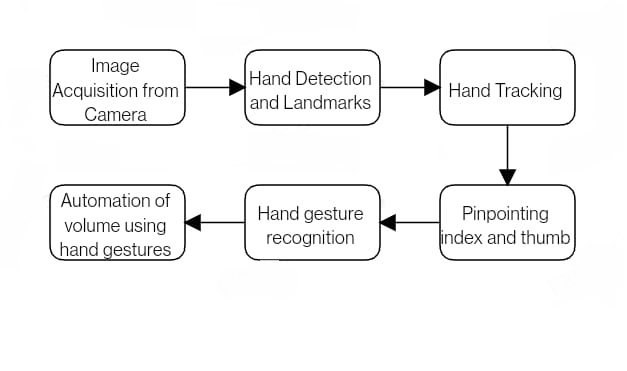 Image
Acquisition from
Camera
Hand Detection
and Landmarks
Hand Tracking
Pinpointing
index and thumb
Hand gesture
recognition
Automation of
volume using
hand gestures